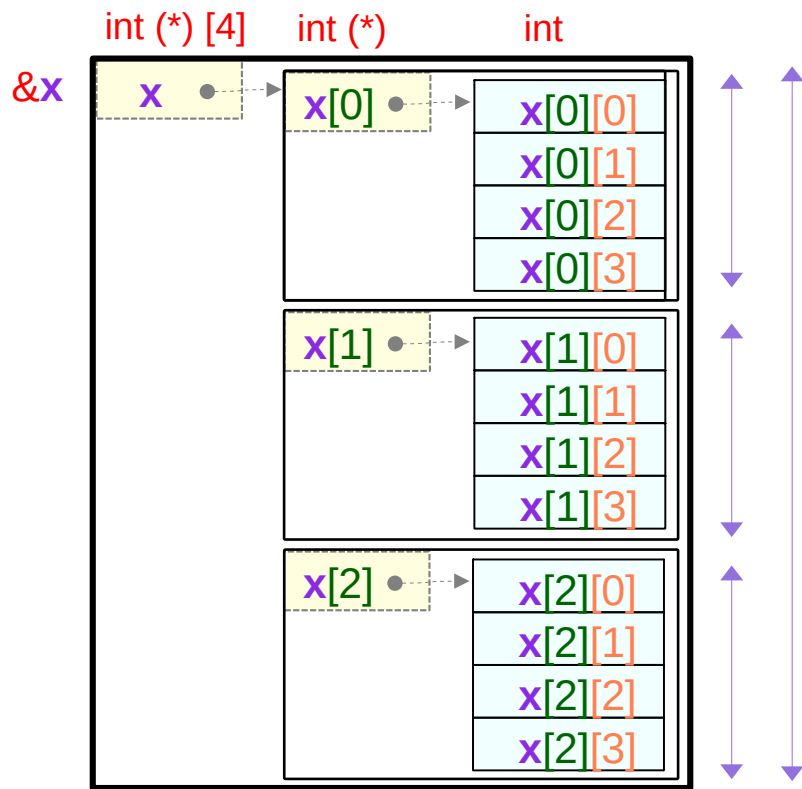 int (*) [4] int (*) int
&x x x[0] x[0][0]
x[0][1]
x[0][2]
x[0][3]
x[1] x[1][0]
x[1][1]
x[1][2]
x[1][3]
x[2] x[2][0]
x[2][1]
x[2][2]
x[2][3]